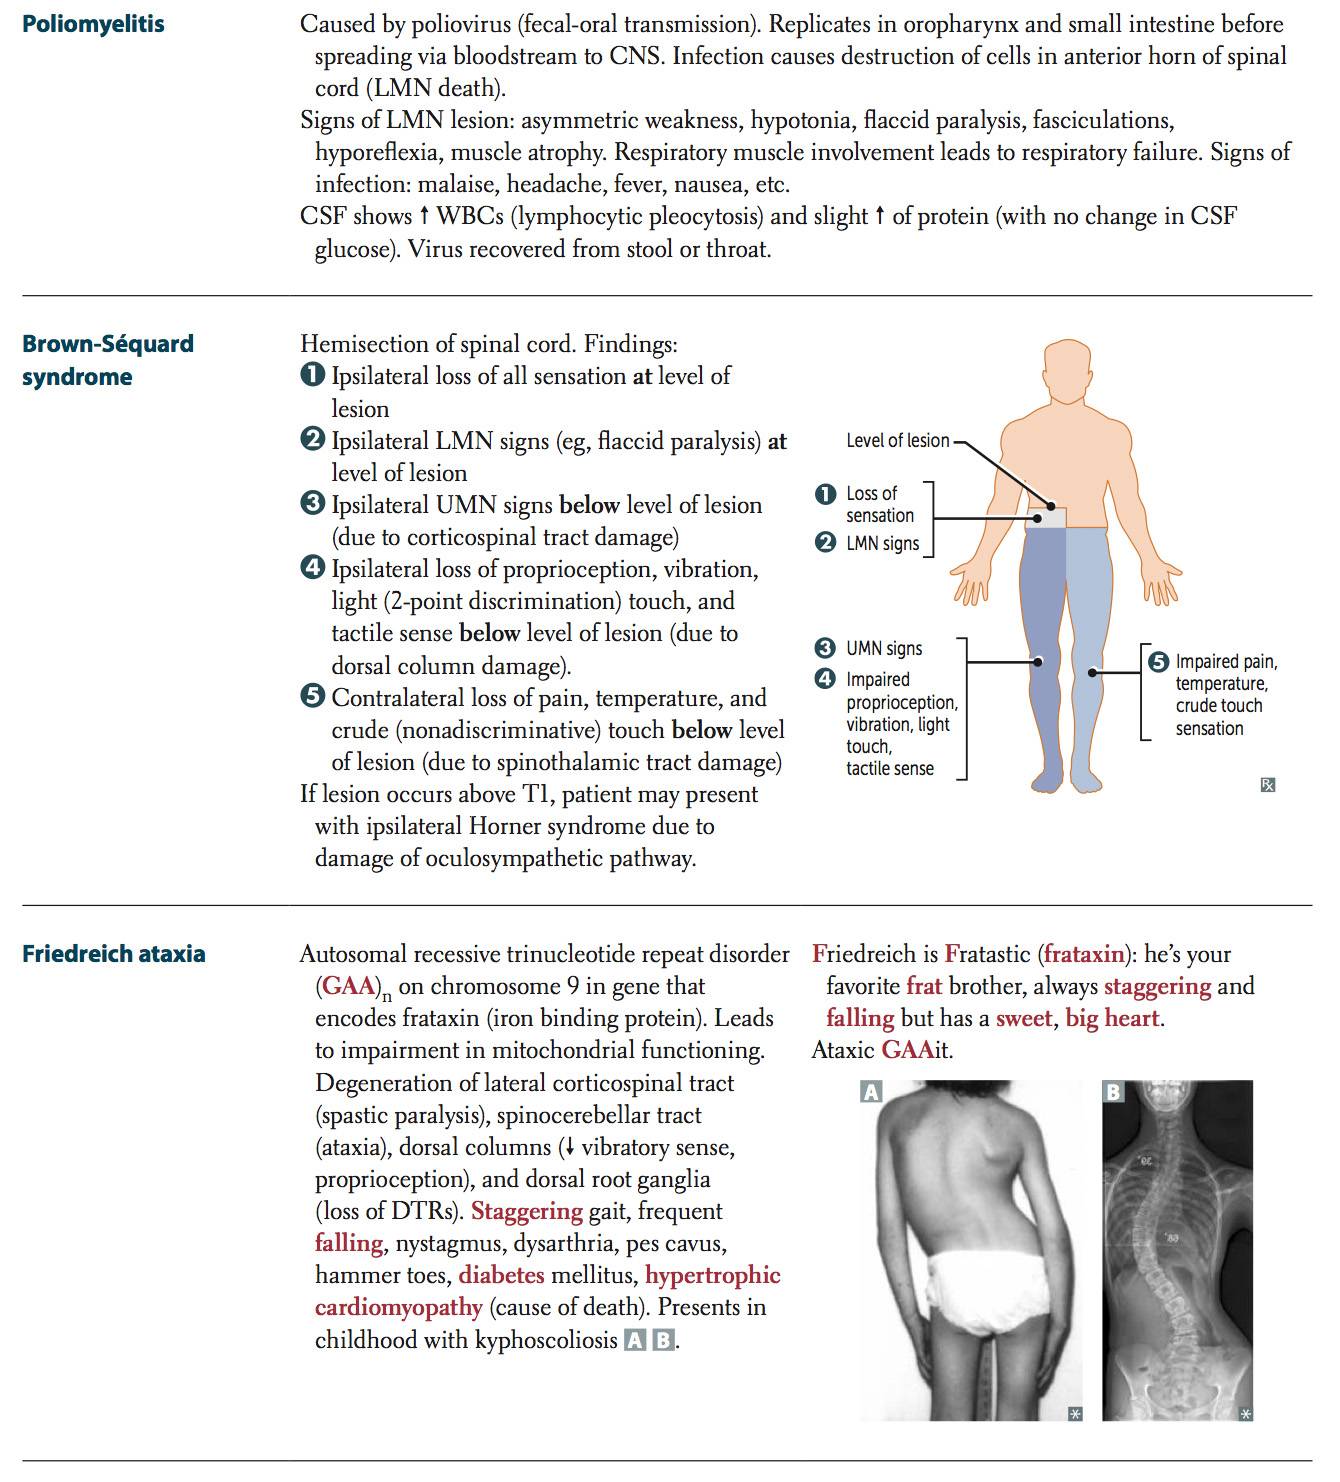 Poliomyelitis
Caused by poliovirus (fecal-oral transmission). Replicates in oropharynx and small intestine before
spreading via bloodstream to CNS. Infection causes destruction of cells in anterior horn of spinal
cord (LMN death).
Signs of LMN lesion: asymmetric weakness, hypotonia, flaccid paralysis, fasciculations,
hyporeflexia, muscle atrophy. Respiratory muscle involvement leads to respiratory failure. Signs of
infection: malaise, headache, fever, nausea, etc.
CSF shows ↑ WBCs (lymphocytic pleocytosis) and slight ↑ of protein (with no change in CSF
glucose). Virus recovered from stool or throat.
Brown-Séquard
syndrome
Hemisection of spinal cord. Findings:
❶ Ipsilateral loss of all sensation at level of
lesion
❷ Ipsilateral LMN signs (eg, flaccid paralysis) at
level of lesion
❸ Ipsilateral UMN signs below level of lesion
(due to corticospinal tract damage)
❹ Ipsilateral loss of proprioception, vibration,
light (2-point discrimination) touch, and
tactile sense below level of lesion (due to
dorsal column damage).
❺ Contralateral loss of pain, temperature, and
crude (nondiscriminative) touch below level
of lesion (due to spinothalamic tract damage)
If lesion occurs above T1, patient may present
with ipsilateral Horner syndrome due to
damage of oculosympathetic pathway.
Level of lesion
❶ Loss of
sensation
❷ LMN signs
❸ UMN signs
❹ Impaired
proprioception,
vibration, light
touch,
tactile sense
❺ Impaired pain,
temperature,
crude touch
sensation
Rx
Friedreich ataxia
Autosomal recessive trinucleotide repeat disorder
(GAA)n on chromosome 9 in gene that
encodes frataxin (iron binding protein). Leads
to impairment in mitochondrial functioning.
Degeneration of lateral corticospinal tract
(spastic paralysis), spinocerebellar tract
(ataxia), dorsal columns (↓ vibratory sense,
proprioception), and dorsal root ganglia
(loss of DTRs). Staggering gait, frequent
falling, nystagmus, dysarthria, pes cavus,
hammer toes, diabetes mellitus, hypertrophic
cardiomyopathy (cause of death). Presents in
childhood with kyphoscoliosis A B.
Friedreich is Fratastic (frataxin): he's your
favorite frat brother, always staggering and
falling but has a sweet, big heart.
Ataxic GAAit.
A
B